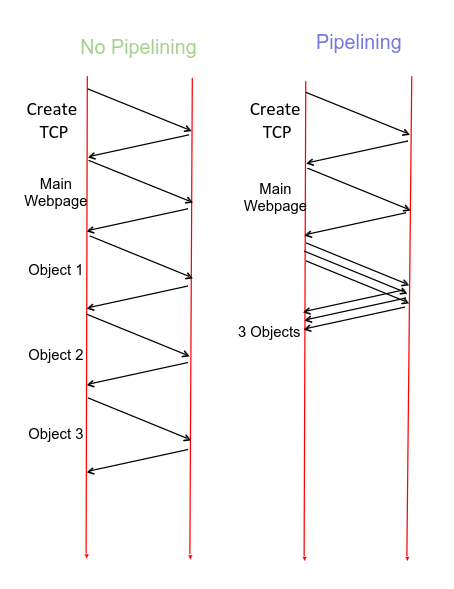 No Pipelining
Create
TCP
Main
Webpage
Object 1
Object 2
Object 3
Pipelining
Create
TCP
Main
Webpage
3 Objects